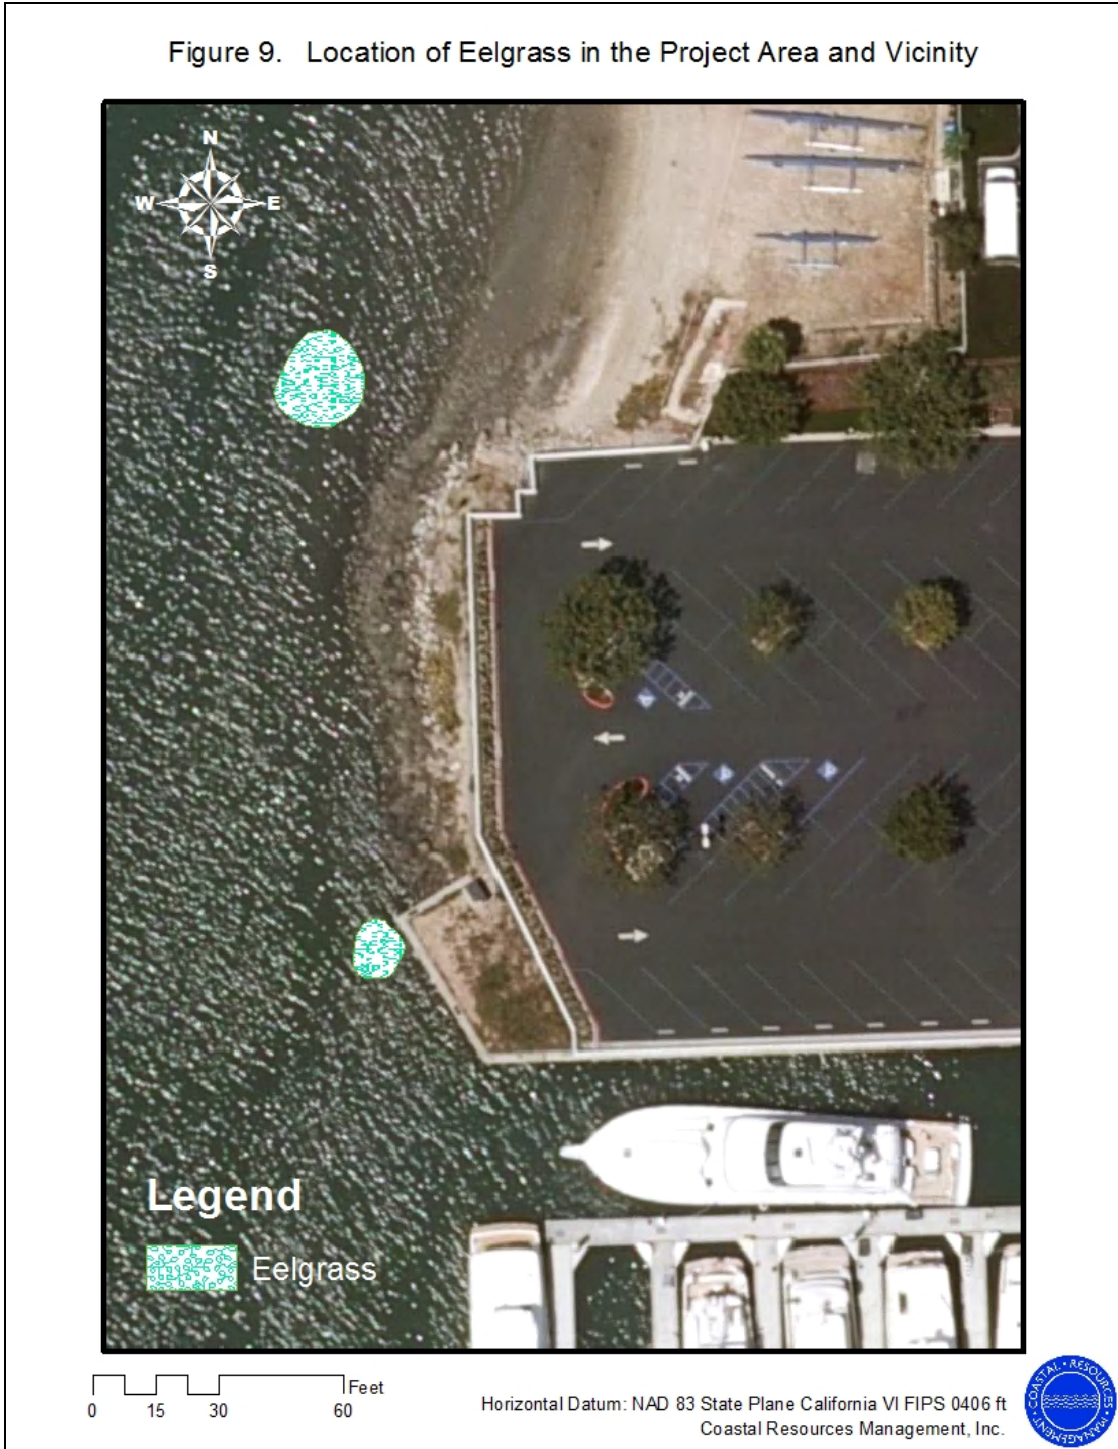 Figure 9. Location of Eelgrass in the Project Area and Vicinity
N
W E
S
Legend
Eelgrass
Feet
0 15 30 60
Horizontal Datum: NAD 83 State Plane California VI FIPS 0406 ft
Coastal Resources Management, Inc.
COASTAL • RESOURCES MANAGEMENT